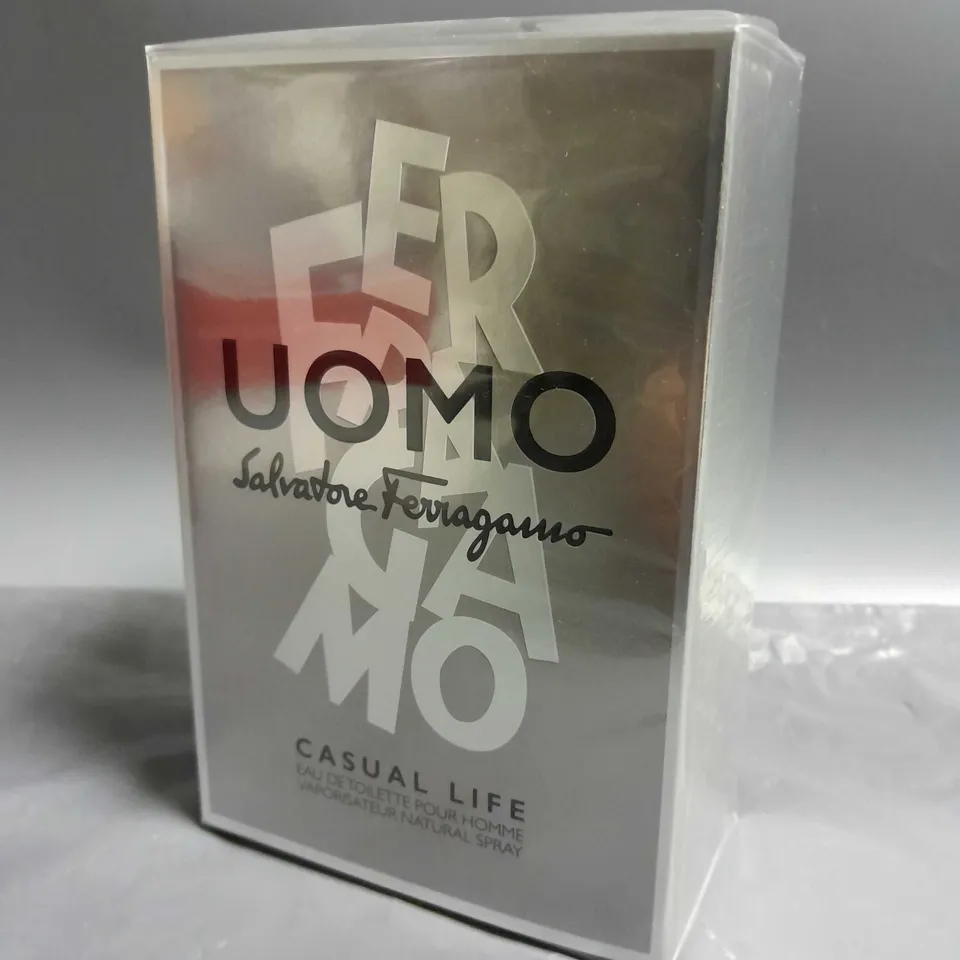 FERRAGAMO
UOMO
Salvatore Ferragamo
CASUAL LIFE
EAU DE TOILETTE POUR HOMME
VAPORISATEUR NATURAL SPRAY